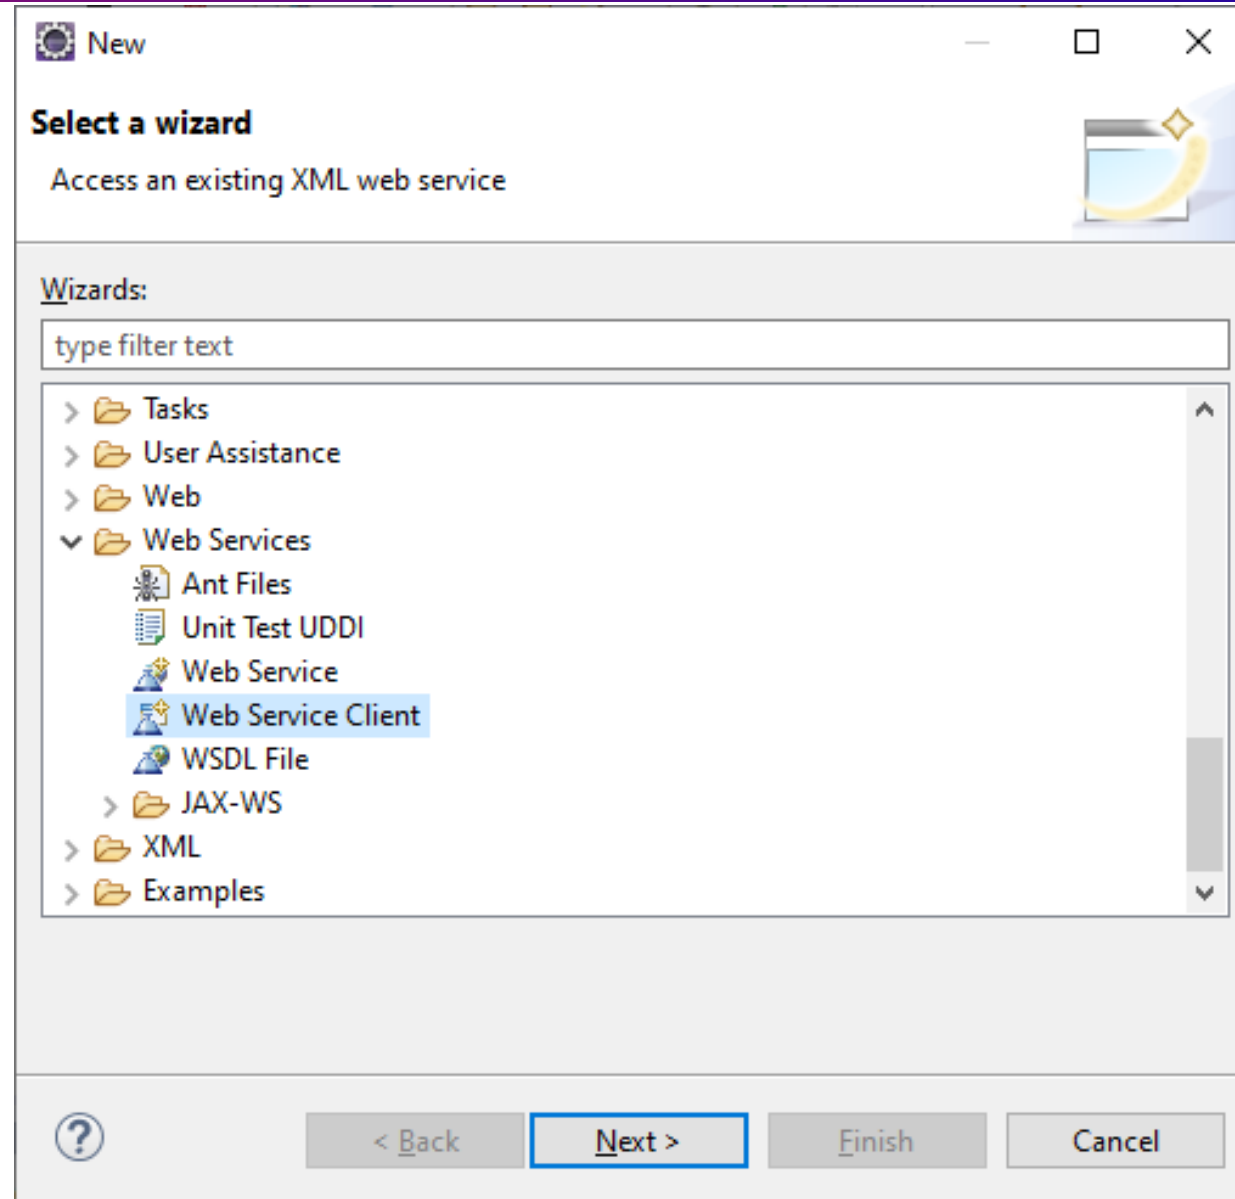 New
Select a wizard
Access an existing XML web service
Wizards:
type filter text
Tasks
User Assistance
Web
Web Services
Ant Files
Unit Test UDDI
Web Service
Web Service Client
WSDL File
JAX-WS
XML
Examples
? < Back Next > Finish Cancel